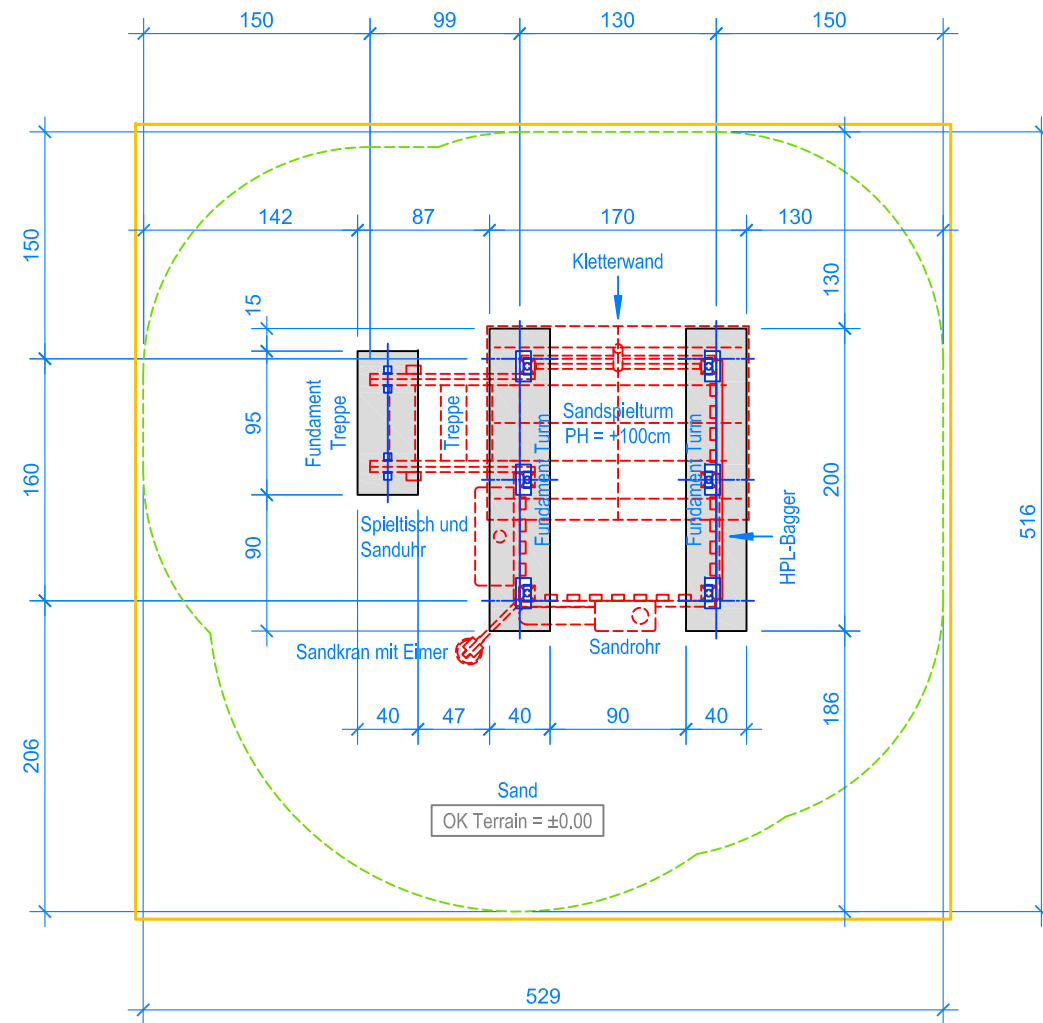 150
99
130
150
142
87
170
130
150
130
Kletterwand
15
Fundament
Treppe
95
Treppe
Sandspielturm
PH = +100cm
Fundament Turm
Fundament Turm
160
200
516
Spieltisch und
Sanduhr
90
HPL-Bagger
Sandkran mit Eimer
Sandrohr
40
47
40
90
40
186
206
Sand
OK Terrain = ±0.00
529